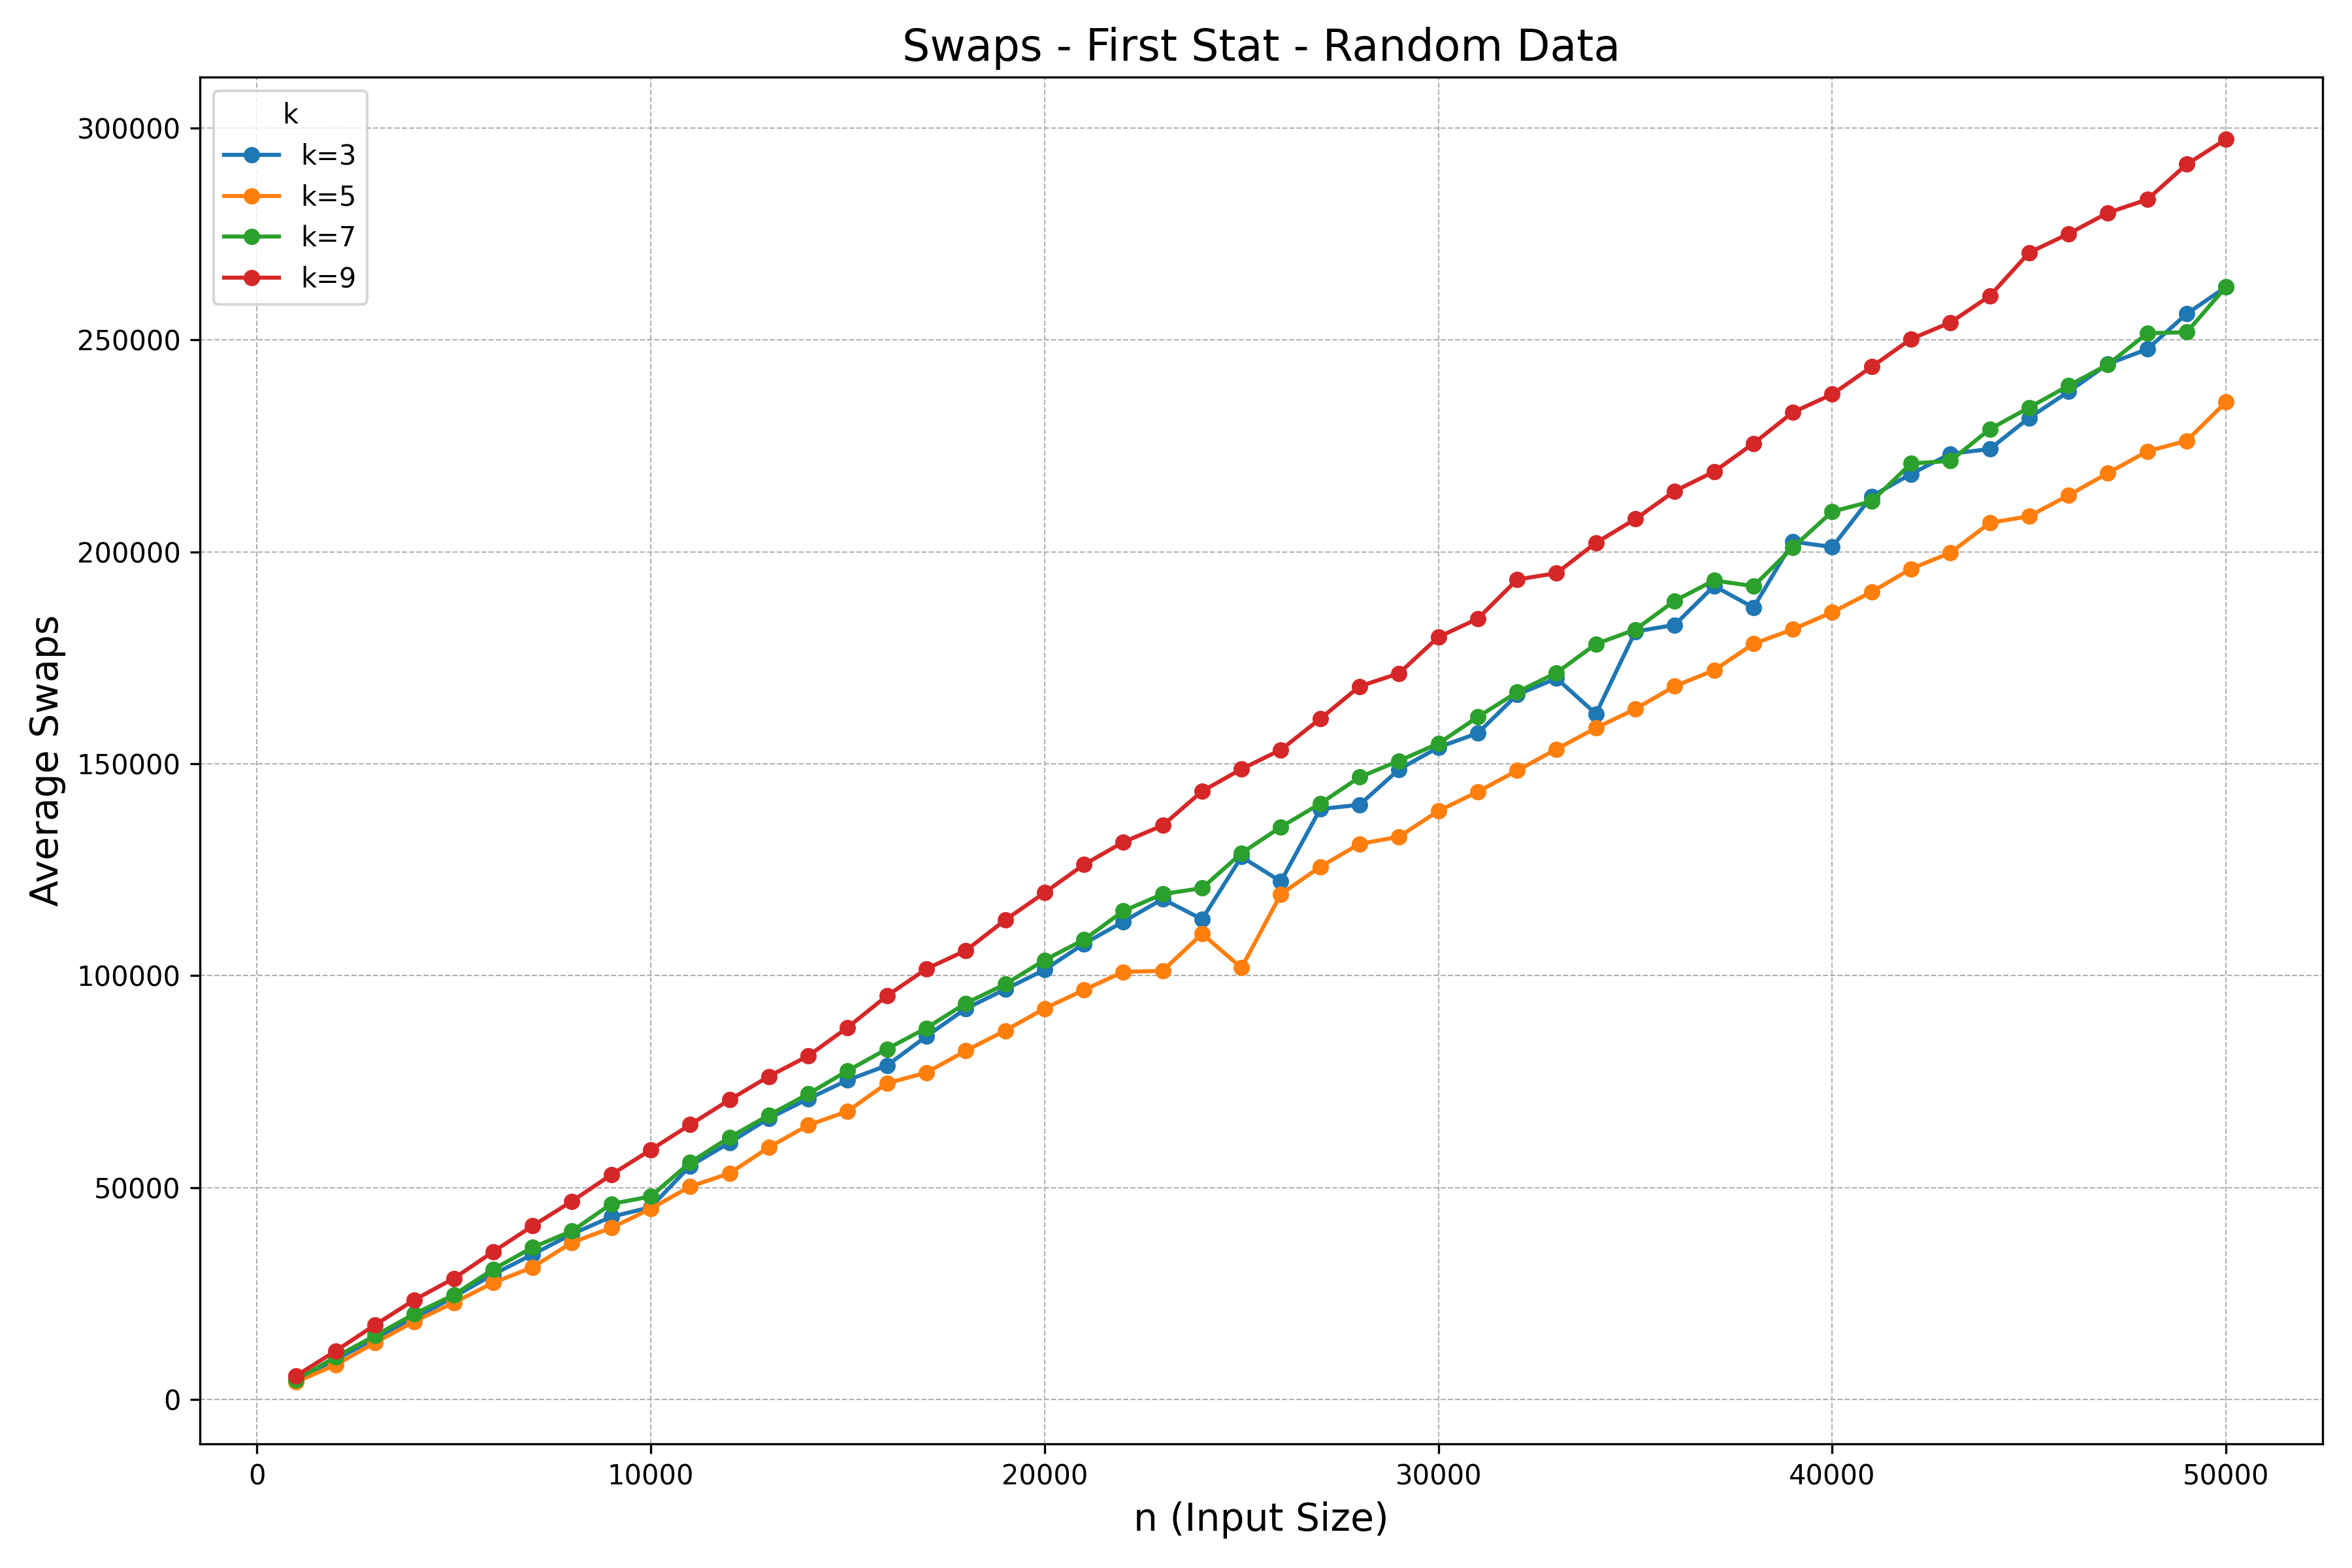 Swaps - First Stat - Random Data
k
k=3
k=5
k=7
k=9
300000
250000
200000
150000
100000
50000
0
Average Swaps
0 10000 20000 30000 40000 50000
n (Input Size)